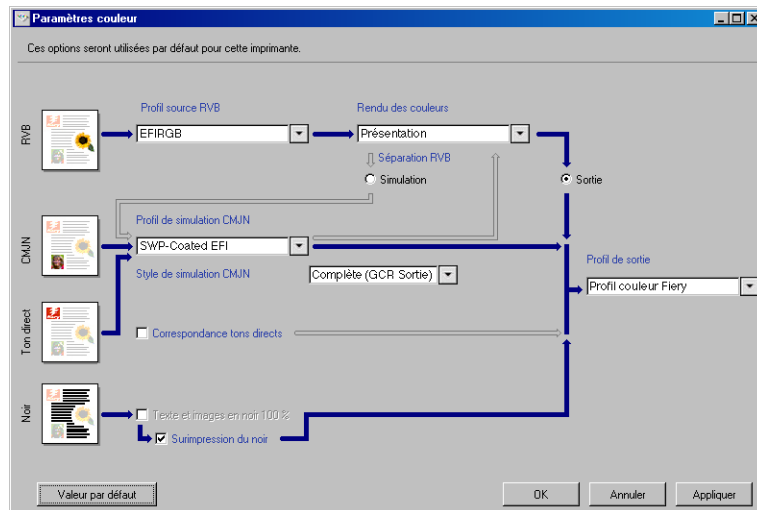 Paramètres couleur
Ces options seront utilisées par défaut pour cette imprimante.
Profil source RVB
Rendu des couleurs
RVB
EFIRGB
Présentation
Séparation RVB
Simulation
Sortie
Profil de simulation CMJN
CMJN
SWP-Coated EFI
Profil de sortie
Style de simulation CMJN
Complète (GCR Sortie)
Profil couleur Fiery
Ton direct
Correspondance tons directs
Noir
Texte et images en noir 100 %
Surimpression du noir
Valeur par défaut
OK
Annuler
Appliquer